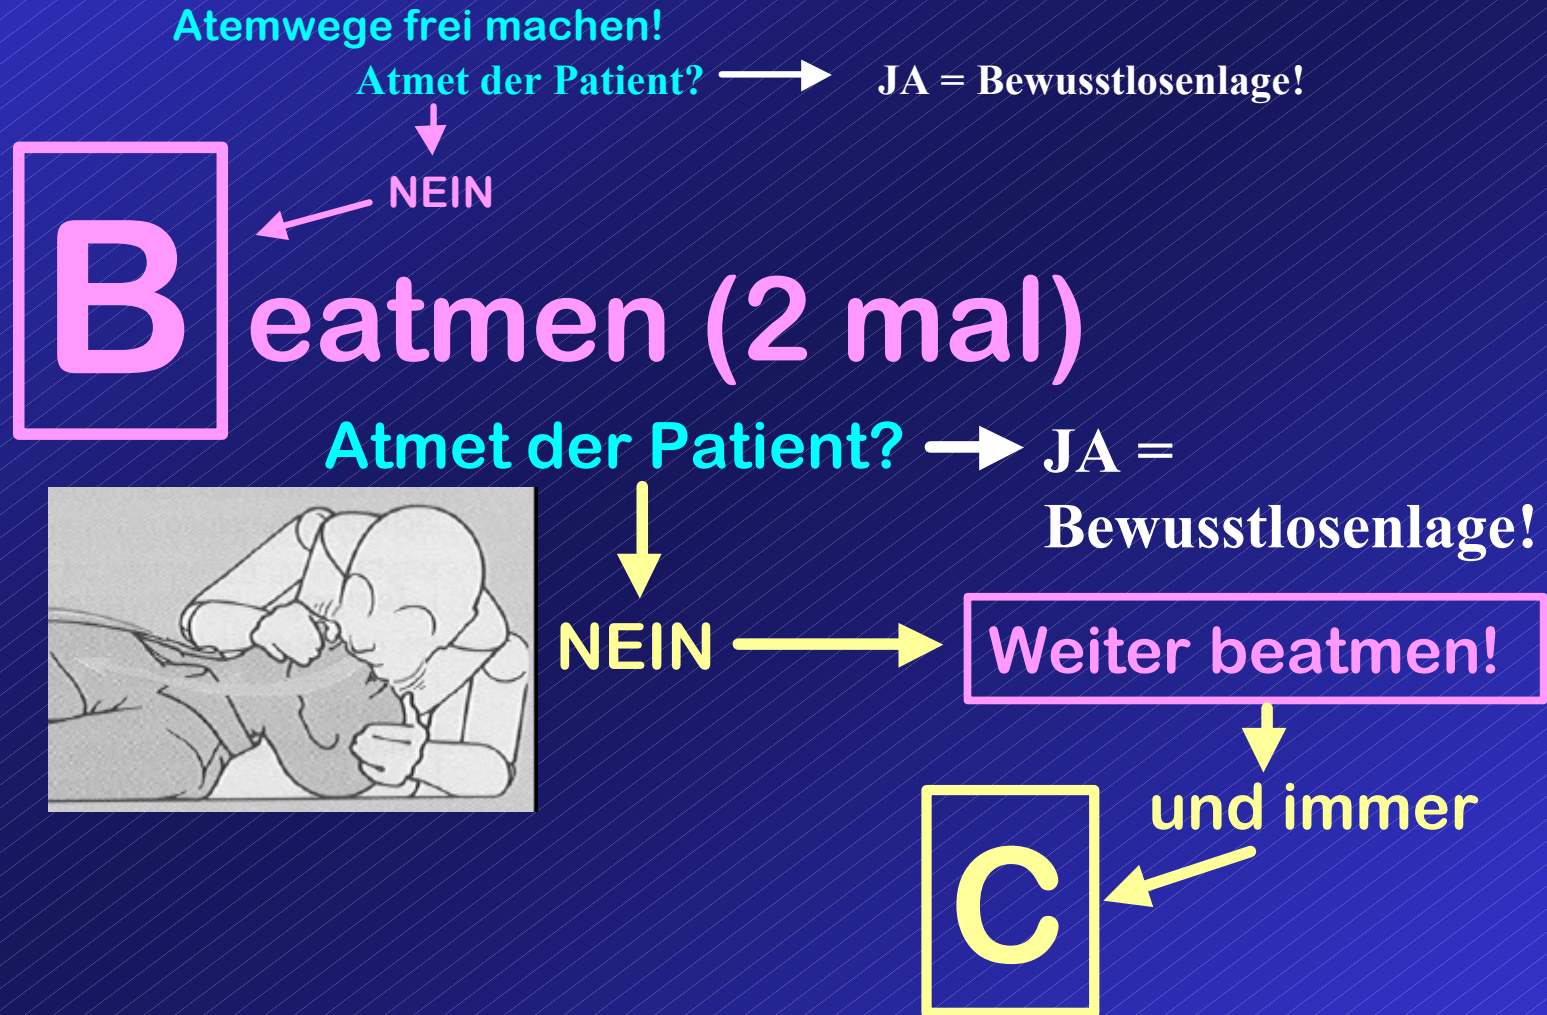 Atemwege frei machen!
Atmet der Patient? JA = Bewusstlosenlage!
NEIN
Beatmen (2 mal)
Atmet der Patient? JA =
Bewusstlosenlage!
NEIN Weiter beatmen!
und immer
C